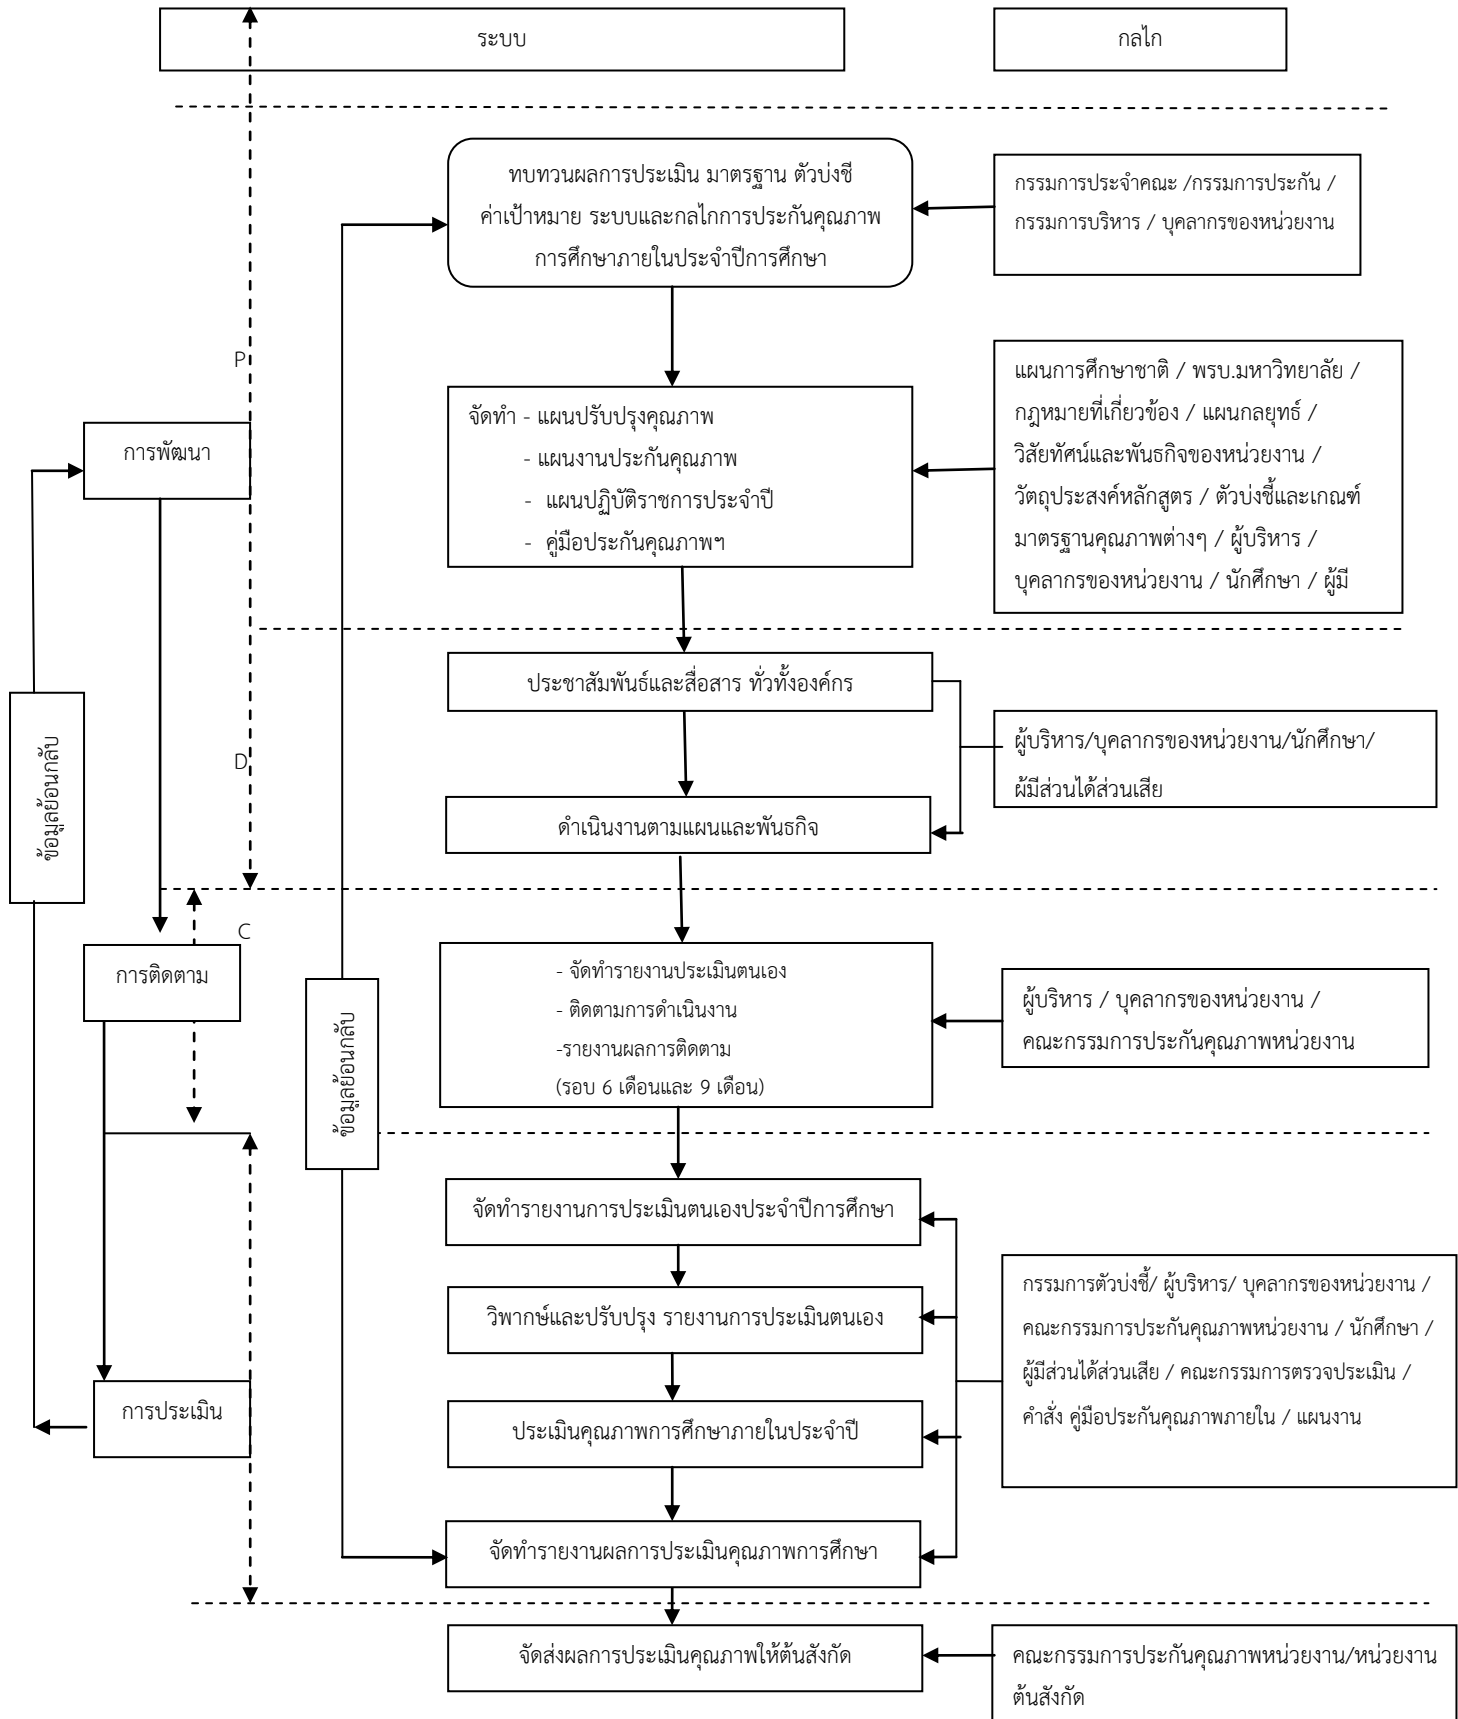 ระบบ
กลไก
ทบทวนผลการประเมิน มาตรฐาน ตัวบ่งชี
ค่าเป้าหมาย ระบบและกลไกการประกันคุณภาพ
การศึกษาภายในประจำปีการศึกษา
กรรมการประจำคณะ /กรรมการประกัน /
กรรมการบริหาร / บุคลากรของหน่วยงาน
P
จัดทำ - แผนปรับปรุงคุณภาพ
- แผนงานประกันคุณภาพ
- แผนปฏิบัติราชการประจำปี
- คู่มือประกันคุณภาพฯ
แผนการศึกษาชาติ / พรบ.มหาวิทยาลัย /
กฎหมายที่เกี่ยวข้อง / แผนกลยุทธ์ /
วิสัยทัศน์และพันธกิจของหน่วยงาน /
วัตถุประสงค์หลักสูตร / ตัวบ่งชี้และเกณฑ์
มาตรฐานคุณภาพต่างๆ / ผู้บริหาร /
บุคลากรของหน่วยงาน / นักศึกษา / ผู้มี
การพัฒนา
ประชาสัมพันธ์และสื่อสาร ทั่วทั้งองค์กร
D
ผู้บริหาร/บุคลากรของหน่วยงาน/นักศึกษา/
ผู้มีส่วนได้ส่วนเสีย
ข้อมูลย้อนกลับ
ดำเนินงานตามแผนและพันธกิจ
C
การติดตาม
- จัดทำรายงานประเมินตนเอง
- ติดตามการดำเนินงาน
-รายงานผลการติดตาม
(รอบ 6 เดือนและ 9 เดือน)
ผู้บริหาร / บุคลากรของหน่วยงาน /
คณะกรรมการประกันคุณภาพหน่วยงาน
ข้อมูลย้อนกลับ
จัดทำรายงานการประเมินตนเองประจำปีการศึกษา
วิพากษ์และปรับปรุง รายงานการประเมินตนเอง
กรรมการตัวบ่งชี้/ ผู้บริหาร/ บุคลากรของหน่วยงาน /
คณะกรรมการประกันคุณภาพหน่วยงาน / นักศึกษา /
ผู้มีส่วนได้ส่วนเสีย / คณะกรรมการตรวจประเมิน /
คำสั่ง คู่มือประกันคุณภาพภายใน / แผนงาน
การประเมิน
ประเมินคุณภาพการศึกษาภายในประจำปี
จัดทำรายงานผลการประเมินคุณภาพการศึกษา
จัดส่งผลการประเมินคุณภาพให้ต้นสังกัด
คณะกรรมการประกันคุณภาพหน่วยงาน/หน่วยงาน
ต้นสังกัด